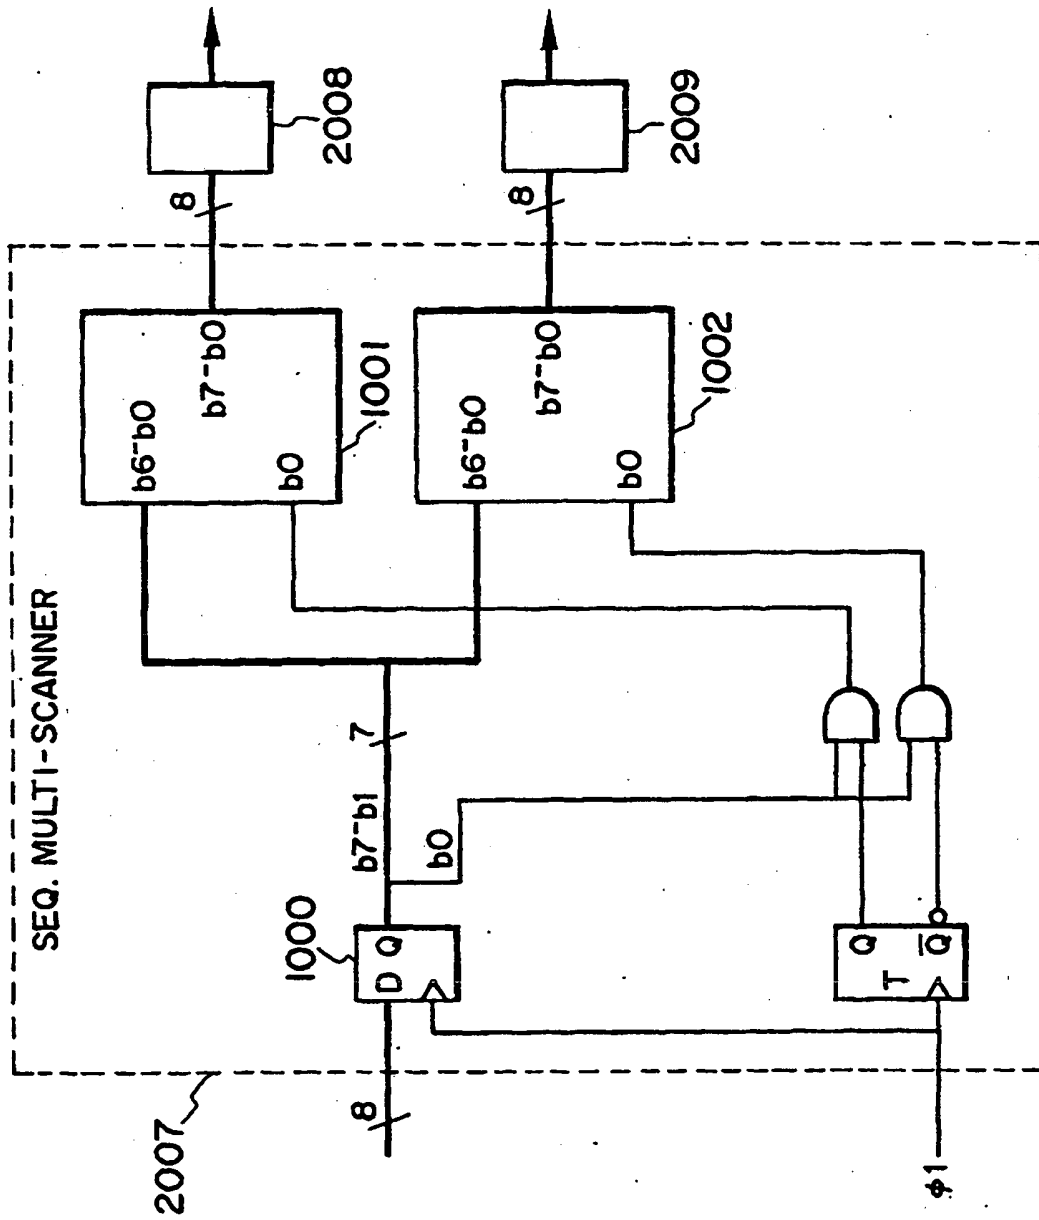 SEQ. MULTI-SCANNER
2007
8
1000
D Q
b7-b1
7
b0
b6-b0
b7-b0
b0
1001
8
2008
b6-b0
b7-b0
b0
1002
8
2009
φ1
T
Q
Q̅